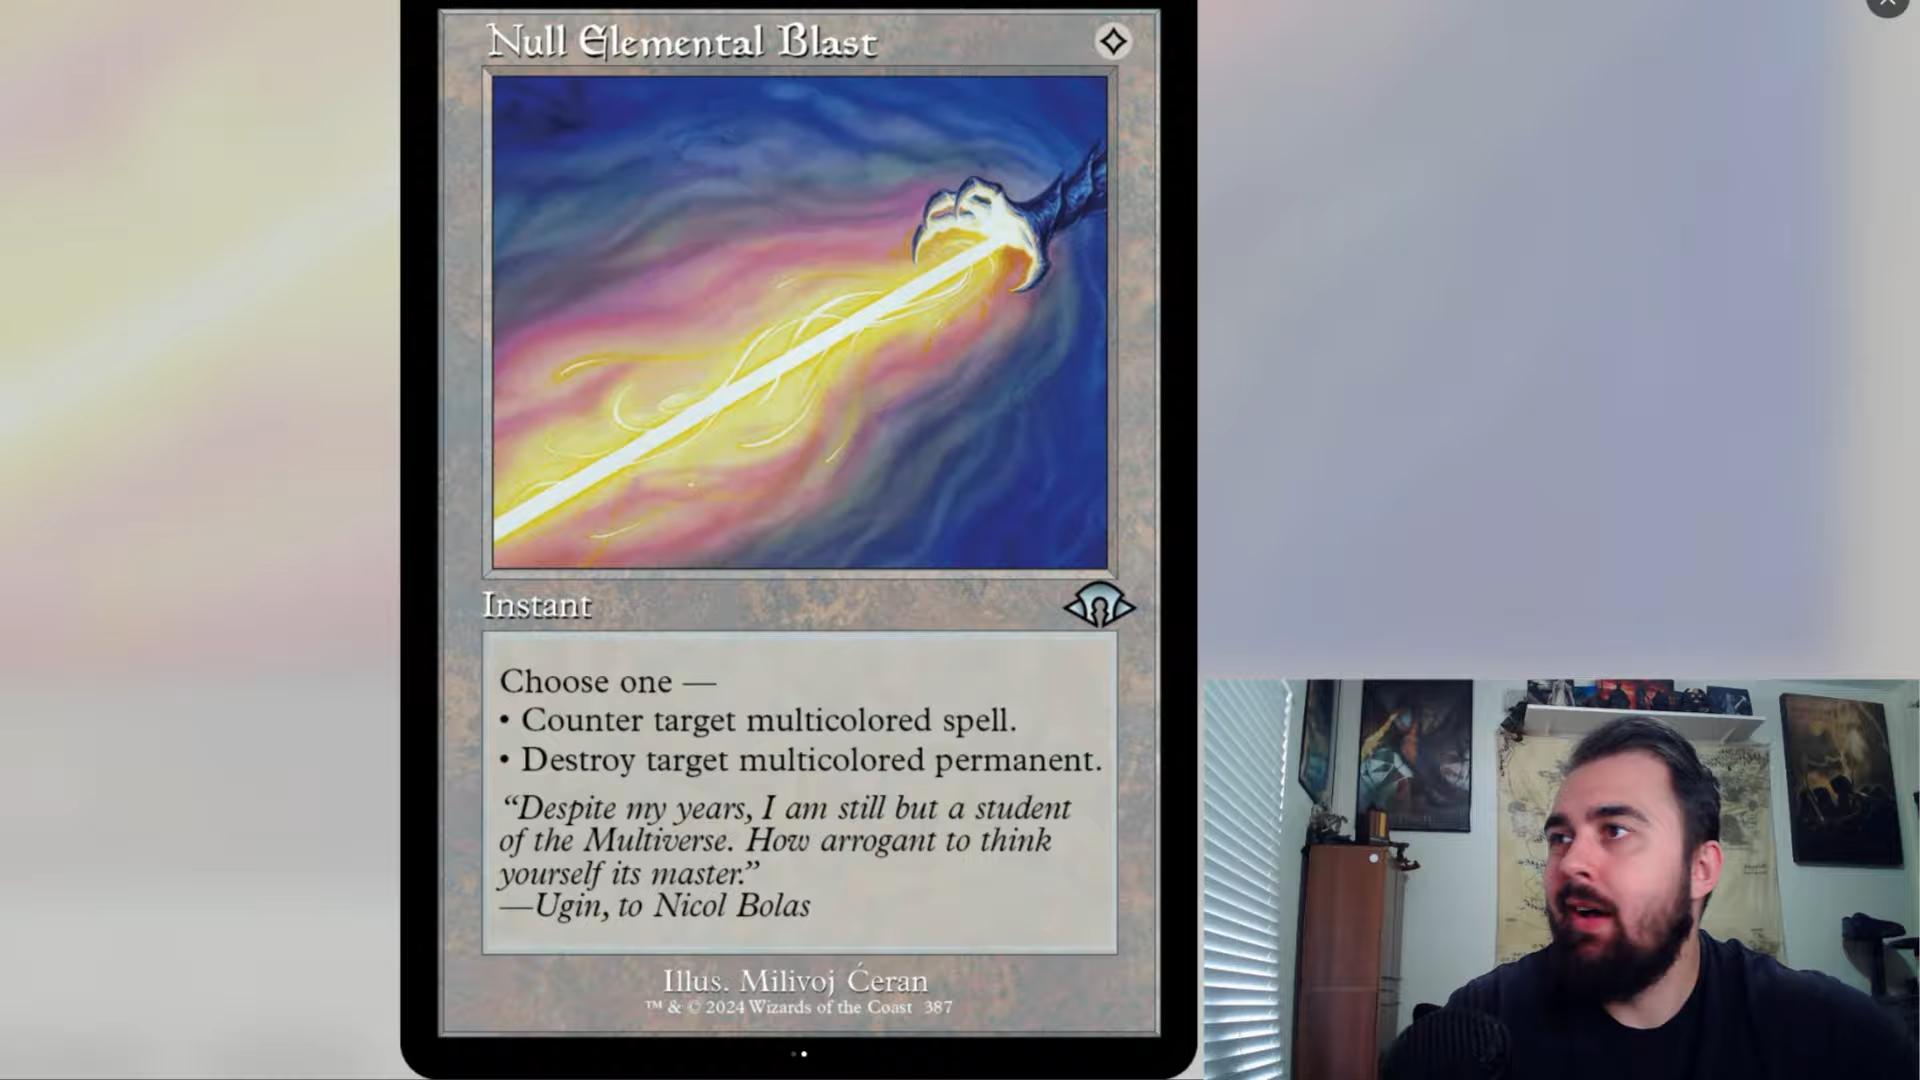 Null Elemental Blast
Instant
Choose one —
• Counter target multicolored spell.
• Destroy target multicolored permanent.
“Despite my years, I am still but a student
of the Multiverse. How arrogant to think
yourself its master.”
—Ugin, to Nicol Bolas
Illus. Milivoj Ćeran
™ & © 2024 Wizards of the Coast 387